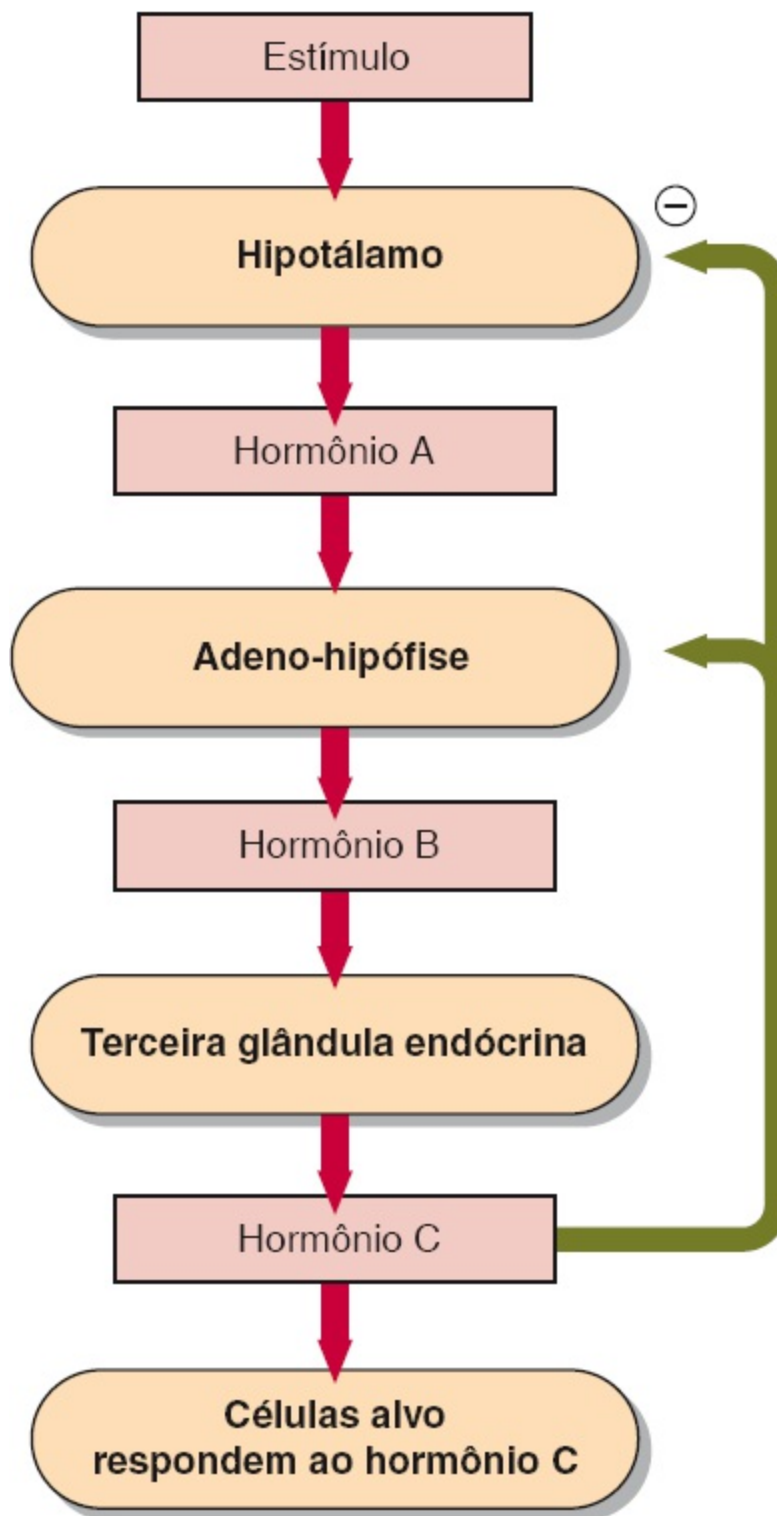 Estímulo
⊖
Hipotálamo
Hormônio A
Adeno-hipófise
Hormônio B
Terceira glândula endócrina
Hormônio C
Células alvo
respondem ao hormônio C